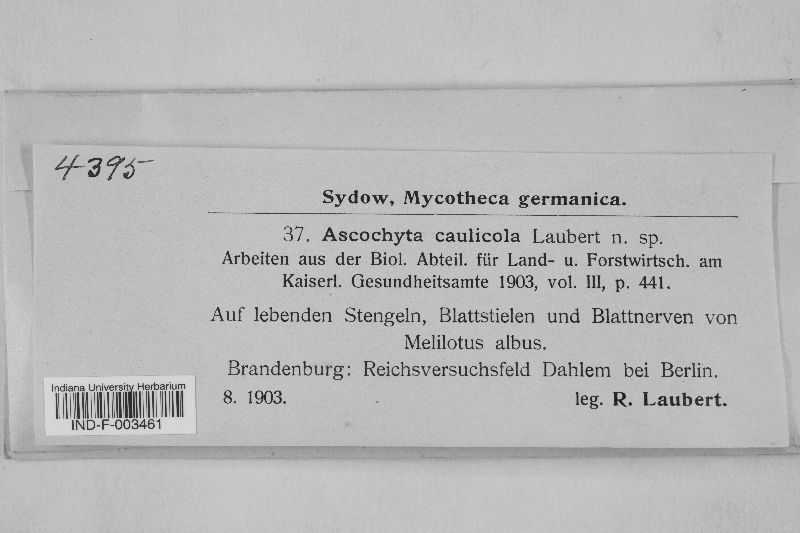 4395
Sydow, Mycotheca germanica.
37. Ascochyta caulicola Laubert n. sp.
Arbeiten aus der Biol. Abteil. für Land- u. Forstwirtsch. am
Kaiserl. Gesundheitsamte 1903, vol. III, p. 441.
Auf lebenden Stengeln, Blattstielen und Blattnerven von
Melilotus albus.
Brandenburg: Reichsversuchsfeld Dahlem bei Berlin.
8. 1903. leg. R. Laubert.
Indiana University Herbarium
IND-F-003461